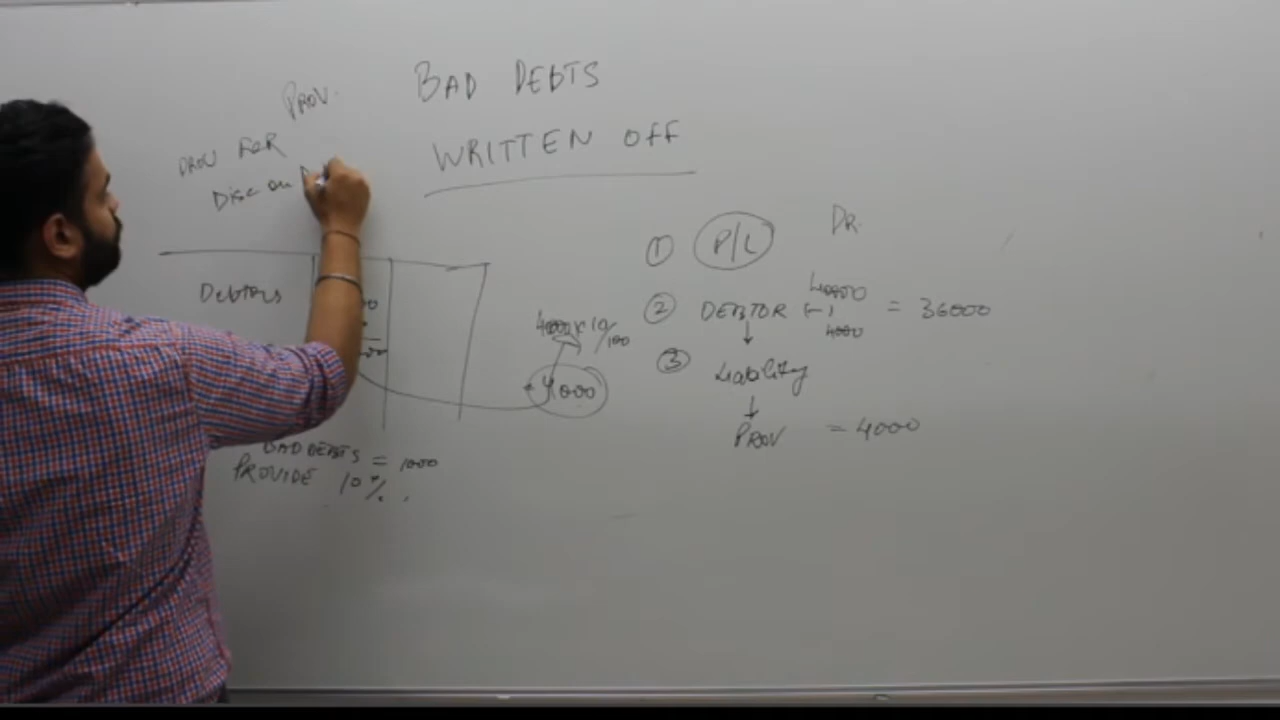 PROV. BAD DEBTS
WRITTEN OFF
PROV FOR
Disc on
Debtors
BAD DEBTS = 1000
PROVIDE 10%.
40000 x 10/100
4000
① P/L DR.
② DEBTOR (-) 40000 4000 = 36000
③ Liability
PROV = 4000